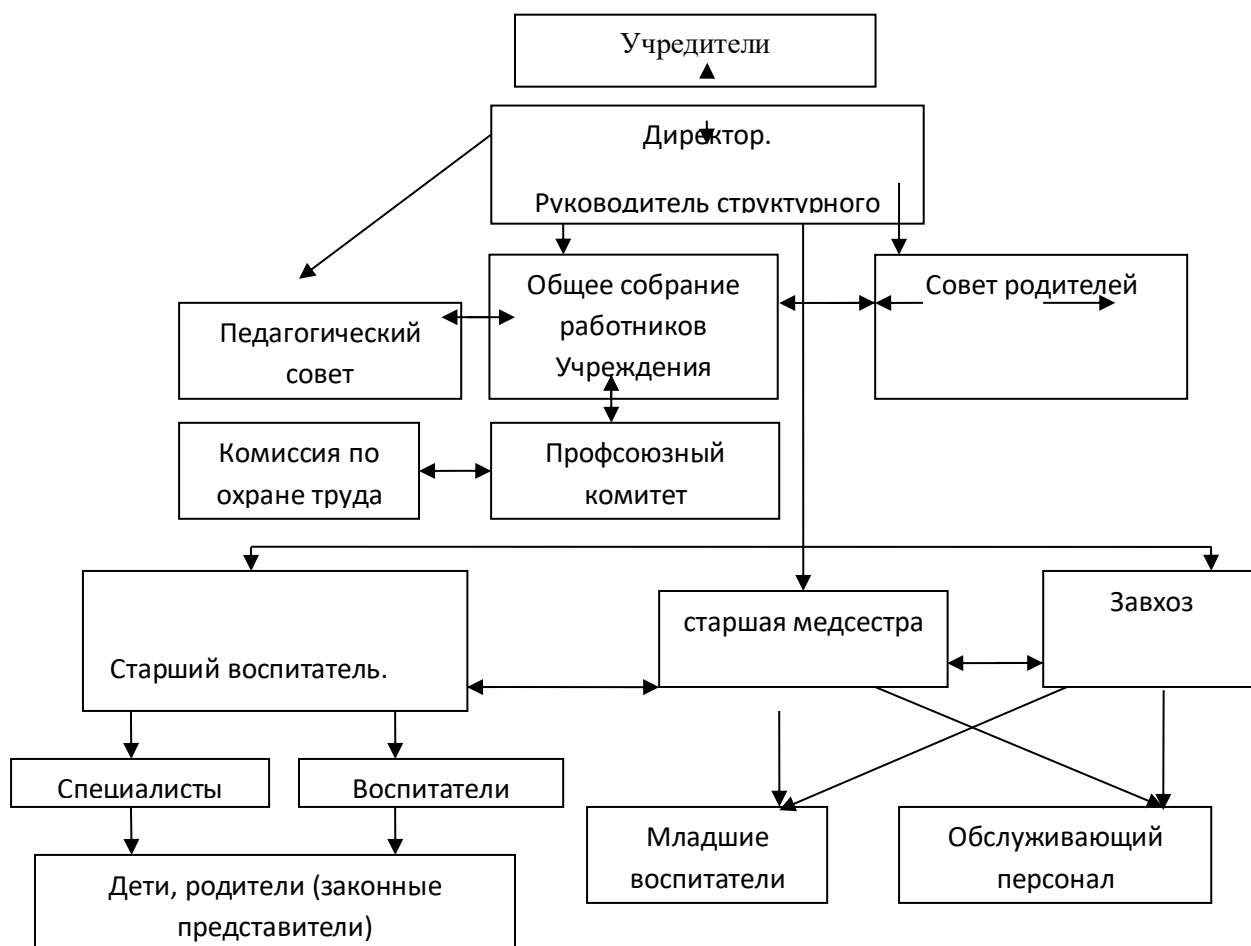 Учредители
Директор.
Руководитель структурного
Общее собрание
работников
Учреждения
Совет родителей
Педагогический
совет
Комиссия по
охране труда
Профсоюзный
комитет
Старший воспитатель.
старшая медсестра
Завхоз
Специалисты
Воспитатели
Младшие
воспитатели
Обслуживающий
персонал
Дети, родители (законные
представители)